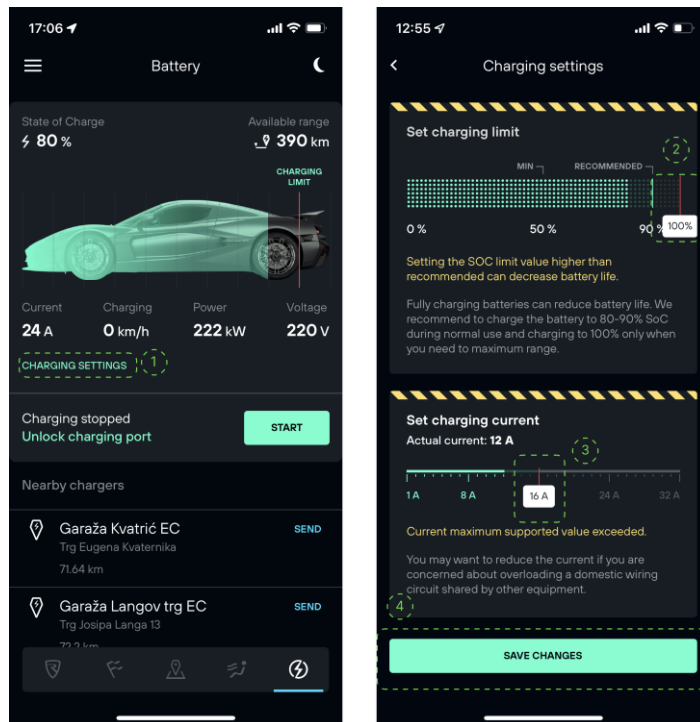 17:06
Battery
State of Charge
80 %
Available range
390 km
CHARGING
LIMIT
Current
24 A
Charging
0 km/h
Power
222 kW
Voltage
220 V
CHARGING SETTINGS
1
Charging stopped
Unlock charging port
START
Nearby chargers
Garaža Kvatrić EC
SEND
Trg Eugena Kvaternika
71.64 km
Garaža Langov trg EC
SEND
Trg Josipa Langa 13
72.2 km
12:55
Charging settings
Set charging limit
2
MIN
RECOMMENDED
0 %
50 %
90 %
100%
Setting the SOC limit value higher than
recommended can decrease battery life.
Fully charging batteries can reduce battery life. We
recommend to charge the battery to 80-90% SoC
during normal use and charging to 100% only when
you need to maximum range.
Set charging current
Actual current: 12 A
3
1 A
8 A
16 A
24 A
32 A
Current maximum supported value exceeded.
You may want to reduce the current if you are
concerned about overloading a domestic wiring
circuit shared by other equipment.
4
SAVE CHANGES